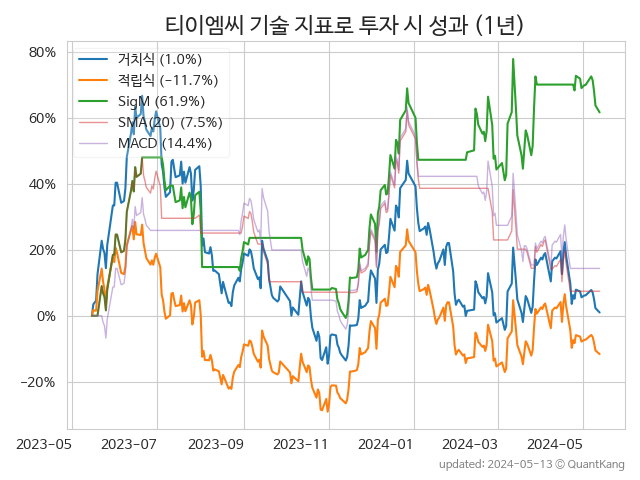 티이엠씨 기술 지표로 투자 시 성과 (1년)
80%
60%
40%
20%
0%
−20%
거치식 (1.0%)
적립식 (−11.7%)
SigM (61.9%)
SMA(20) (7.5%)
MACD (14.4%)
2023−05 2023−07 2023−09 2023−11 2024−01 2024−03 2024−05
updated: 2024-05-13 ⓒ QuantKang